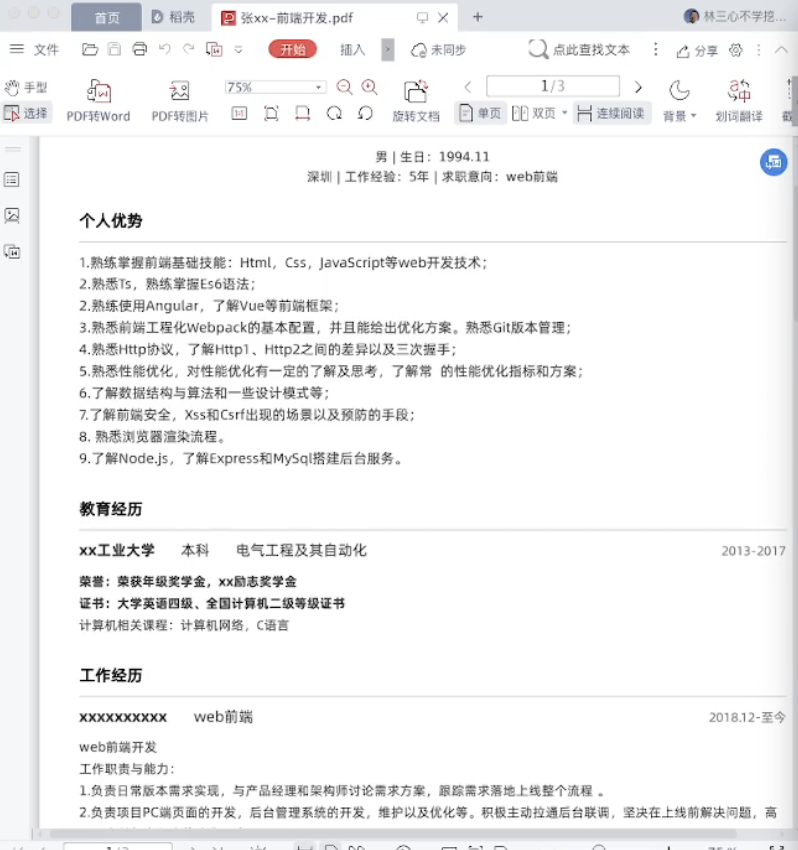 首页
稻壳
张xx-前端开发.pdf
林三心不学挖...
文件
开始
插入
未同步
点此查找文本
分享
手型
选择
PDF转Word
PDF转图片
75%
旋转文档
1/3
单页
双页
连续阅读
背景
划词翻译
男 | 生日：1994.11
深圳 | 工作经验：5年 | 求职意向：web前端
个人优势
1.熟练掌握前端基础技能：Html，Css，JavaScript等web开发技术；
2.熟悉Ts，熟练掌握Es6语法；
2.熟练使用Angular，了解Vue等前端框架；
3.熟悉前端工程化Webpack的基本配置，并且能给出优化方案。熟悉Git版本管理；
4.熟悉Http协议，了解Http1、Http2之间的差异以及三次握手；
5.熟悉性能优化，对性能优化有一定的了解及思考，了解常 的性能优化指标和方案；
6.了解数据结构与算法和一些设计模式等；
7.了解前端安全，Xss和Csrf出现的场景以及预防的手段；
8. 熟悉浏览器渲染流程。
9.了解Node.js，了解Express和MySql搭建后台服务。
教育经历
xx工业大学 本科 电气工程及其自动化 2013-2017
荣誉：荣获年级奖学金，xx励志奖学金
证书：大学英语四级、全国计算机二级等级证书
计算机相关课程：计算机网络，C语言
工作经历
xxxxxxxxxx web前端 2018.12-至今
web前端开发
工作职责与能力：
1.负责日常版本需求实现，与产品经理和架构师讨论需求方案，跟踪需求落地上线整个流程 。
2.负责项目PC端页面的开发，后台管理系统的开发，维护以及优化等。积极主动拉通后台联调，坚决在上线前解决问题，高